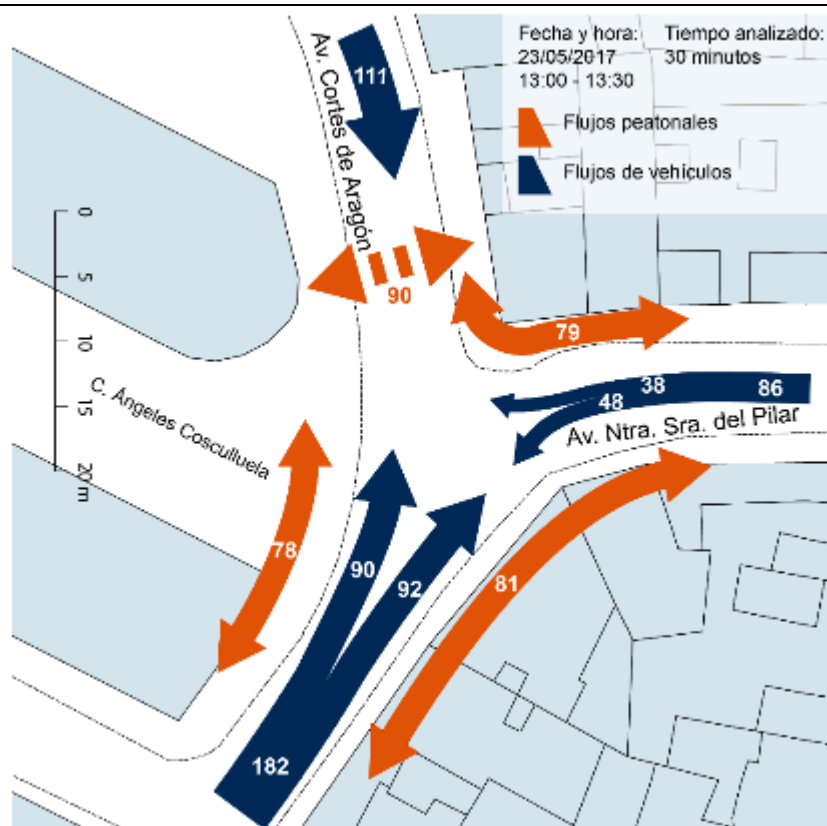 Fecha y hora:
23/05/2017
13:00 - 13:30
Tiempo analizado:
30 minutos
Flujos peatonales
Flujos de vehículos
Av. Cortes de Aragón
111
0
5
10
15
20 m
90
79
38
86
48
Av. Ntra. Sra. del Pilar
C. Ángeles Cosculluela
78
90
92
81
182